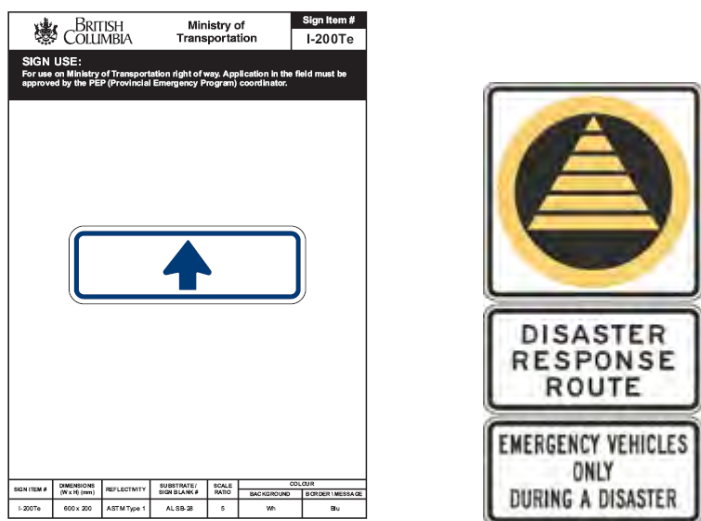 BRITISH
COLUMBIA
Ministry of
Transportation
Sign Item #
I-200Te
SIGN USE:
For use on Ministry of Transportation right of way. Application in the field must be
approved by the PEP (Provincial Emergency Program) coordinator.
SIGN ITEM #
DIMENSIONS
(W x H) (mm)
REFLECTIVITY
SUBSTRATE /
SIGN BLANK #
SCALE
RATIO
COLOUR
BACKGROUND
BORDER \ MESSAGE
I-200Te
600 x 200
ASTM Type 1
AL SB-28
5
Wh
Blu
DISASTER
RESPONSE
ROUTE
EMERGENCY VEHICLES
ONLY
DURING A DISASTER